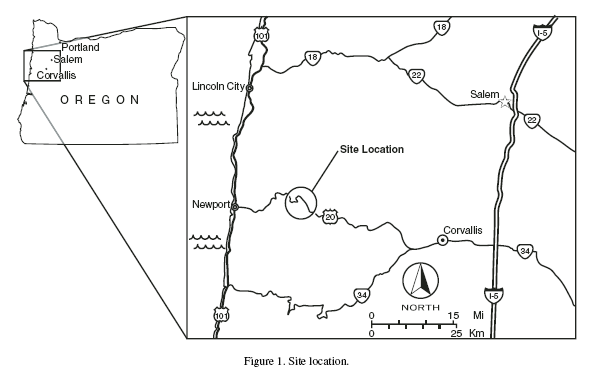 Portland
Salem
Corvallis
OREGON
101
18
18
I-5
22
Lincoln City
Salem
22
Site Location
Newport
20
Corvallis
34
34
I-5
101
NORTH
0 15 Mi
0 25 Km
Figure 1. Site location.